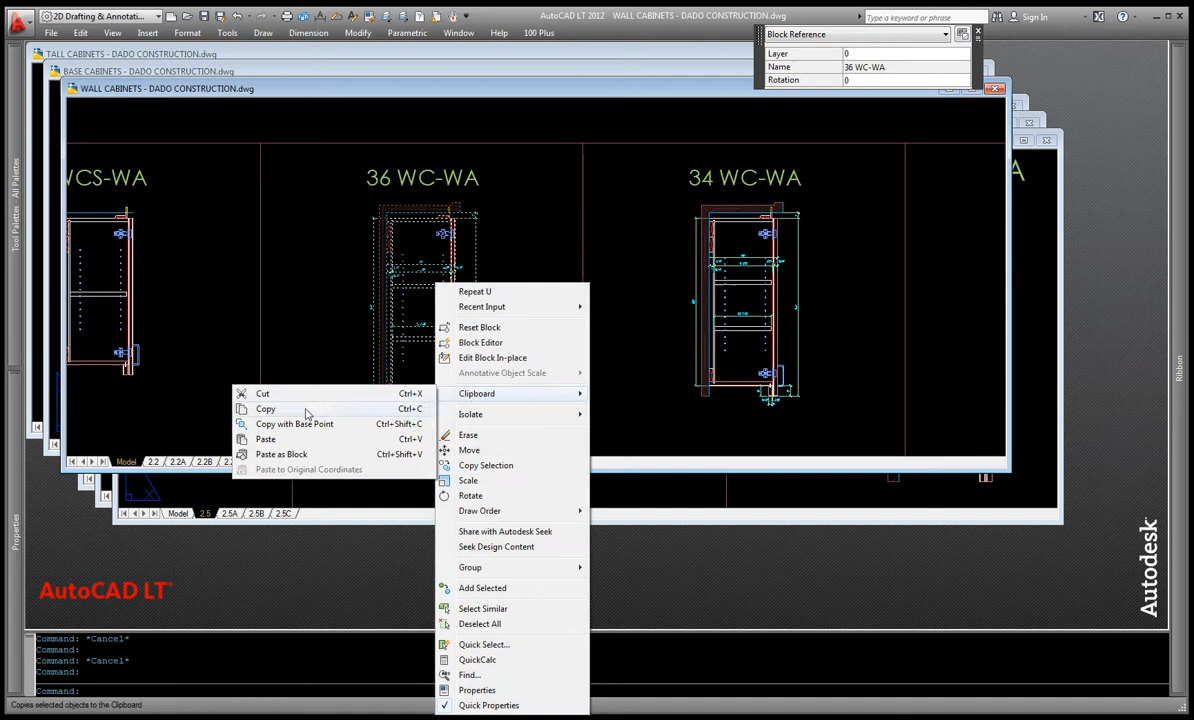 2D Drafting & Annotati...
AutoCAD LT 2012
WALL CABINETS - DADO CONSTRUCTION.dwg
Type a keyword or phrase
Sign In
File
Edit
View
Insert
Format
Tools
Draw
Dimension
Modify
Parametric
Window
Help
100 Plus
Block Reference
Layer
0
Name
36 WC-WA
Rotation
0
TALL CABINETS - DADO CONSTRUCTION.dwg
BASE CABINETS - DADO CONSTRUCTION.dwg
WALL CABINETS - DADO CONSTRUCTION.dwg
WCS-WA
36 WC-WA
34 WC-WA
A
Tool Palettes - All Palettes
Properties
Ribbon
Repeat U
Recent Input
Reset Block
Block Editor
Edit Block In-place
Annotative Object Scale
Clipboard
Isolate
Erase
Move
Copy Selection
Scale
Rotate
Draw Order
Share with Autodesk Seek
Seek Design Content
Group
Add Selected
Select Similar
Deselect All
Quick Select...
QuickCalc
Find...
Properties
Quick Properties
Cut Ctrl+X
Copy Ctrl+C
Copy with Base Point Ctrl+Shift+C
Paste Ctrl+V
Paste as Block Ctrl+Shift+V
Paste to Original Coordinates
Model 2.2 2.2A 2.2B
Model 2.5 2.5A 2.5B 2.5C
AutoCAD LT®
Autodesk®
Command: *Cancel*
Command: *Cancel*
Command:
Command:
Copies selected objects to the Clipboard